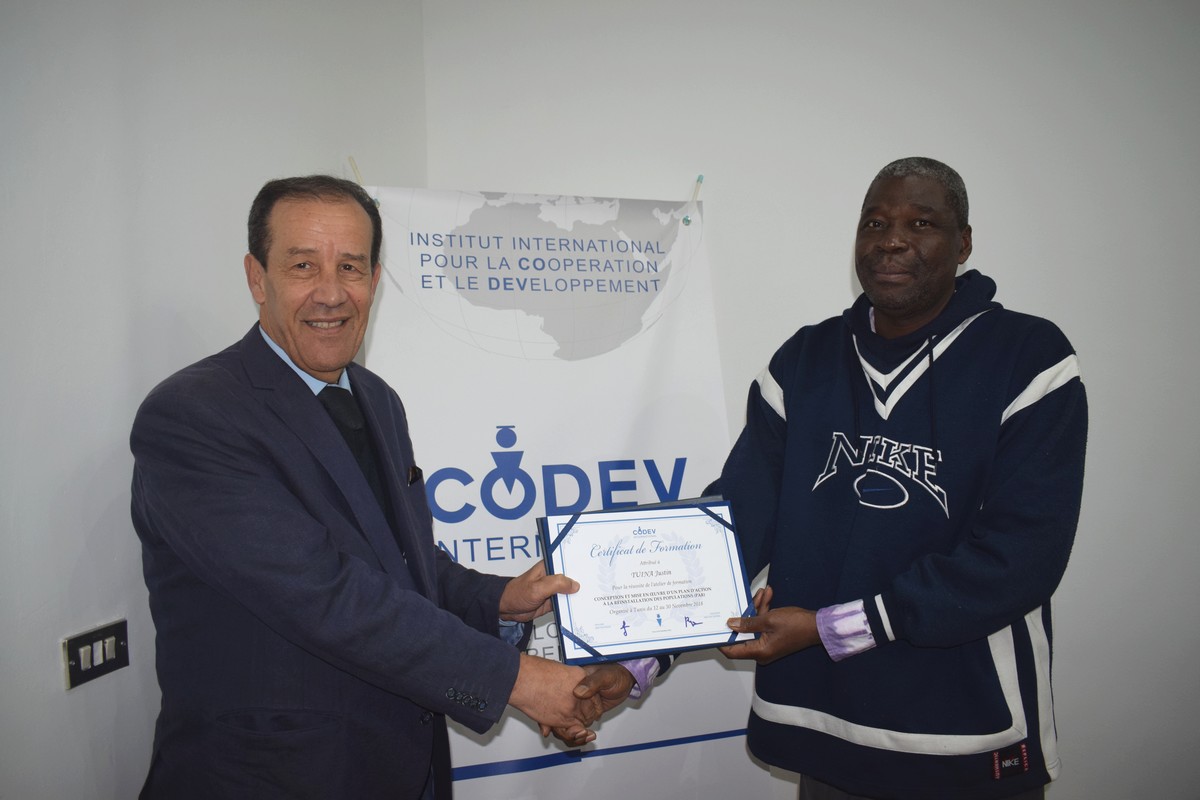 INSTITUT INTERNATIONAL
POUR LA COOPERATION
ET LE DEVELOPPEMENT
CODEV
INTERN
CODEV
Certificat de Formation
Attribué à
TUINA Justin
Pour la réussite de l'atelier de formation
CONCEPTION ET MISE EN ŒUVRE D'UN PLAN D'ACTION
A LA RÉINSTALLATION DES POPULATIONS (PAR)
Organisé à Tunis du 12 au 30 Novembre 2018
NIKE
NIKE